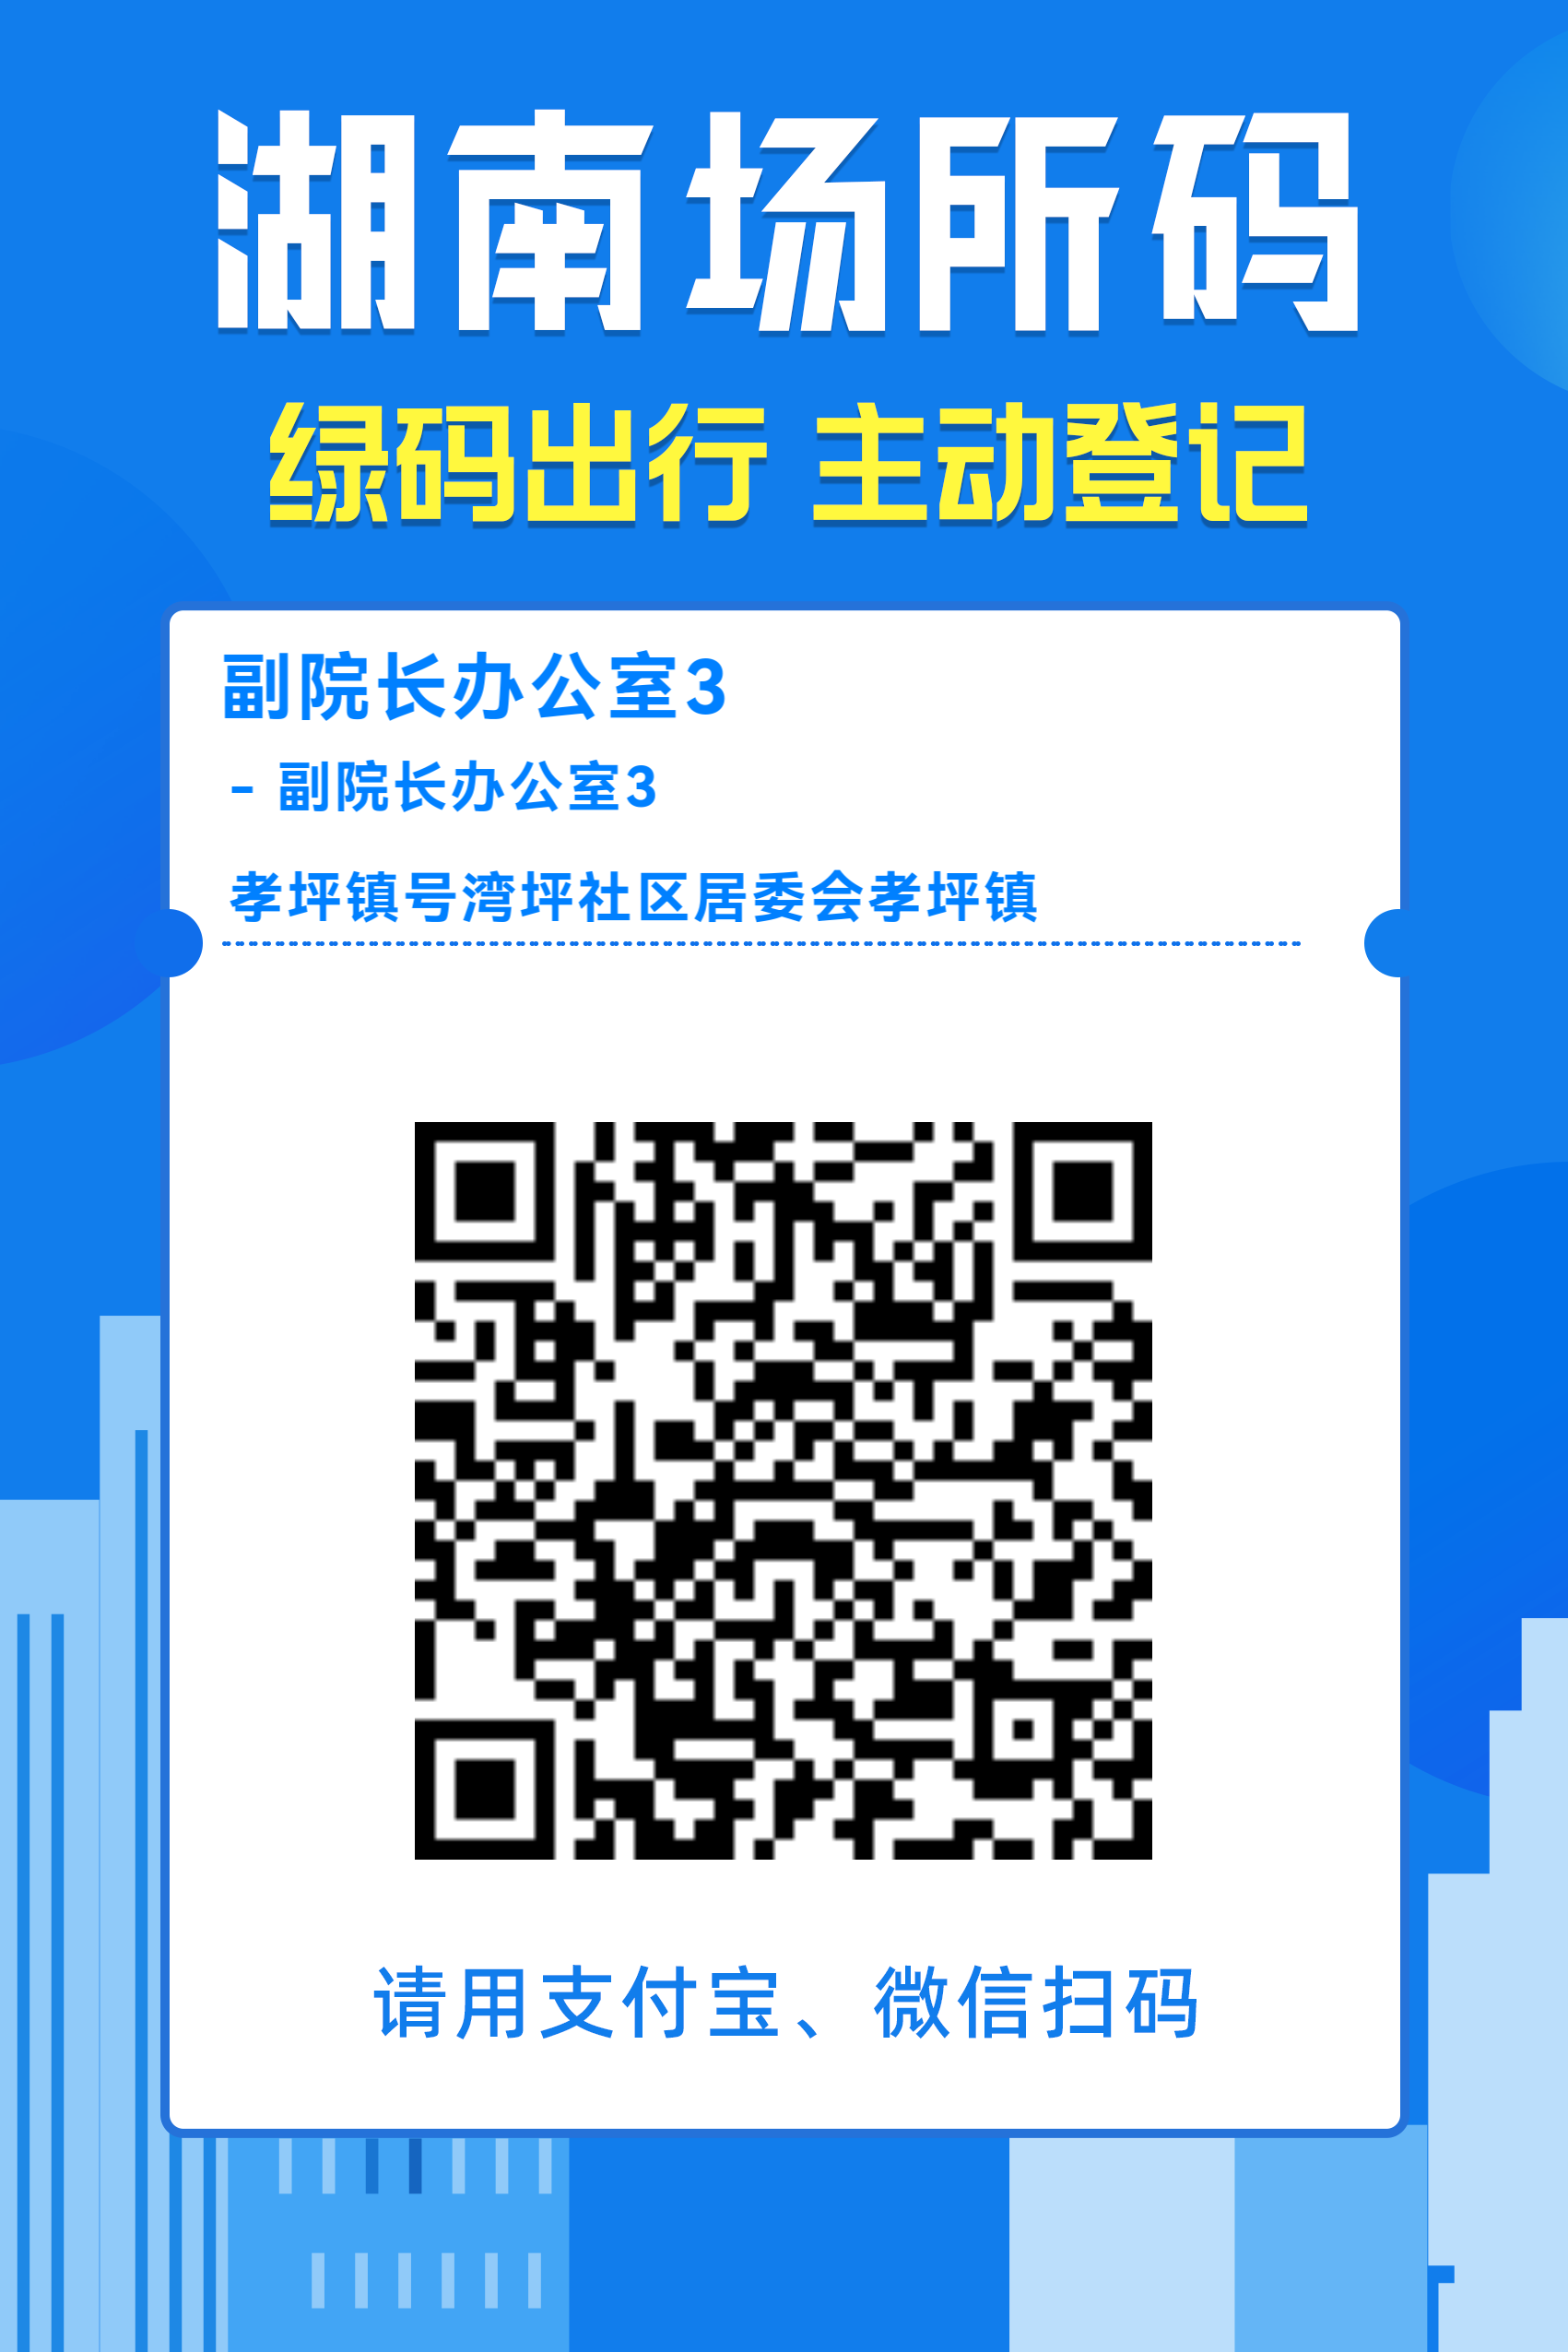 湖南场所码
绿码出行 主动登记
副院长办公室3
- 副院长办公室3
孝坪镇号湾坪社区居委会孝坪镇
请用支付宝、微信扫码